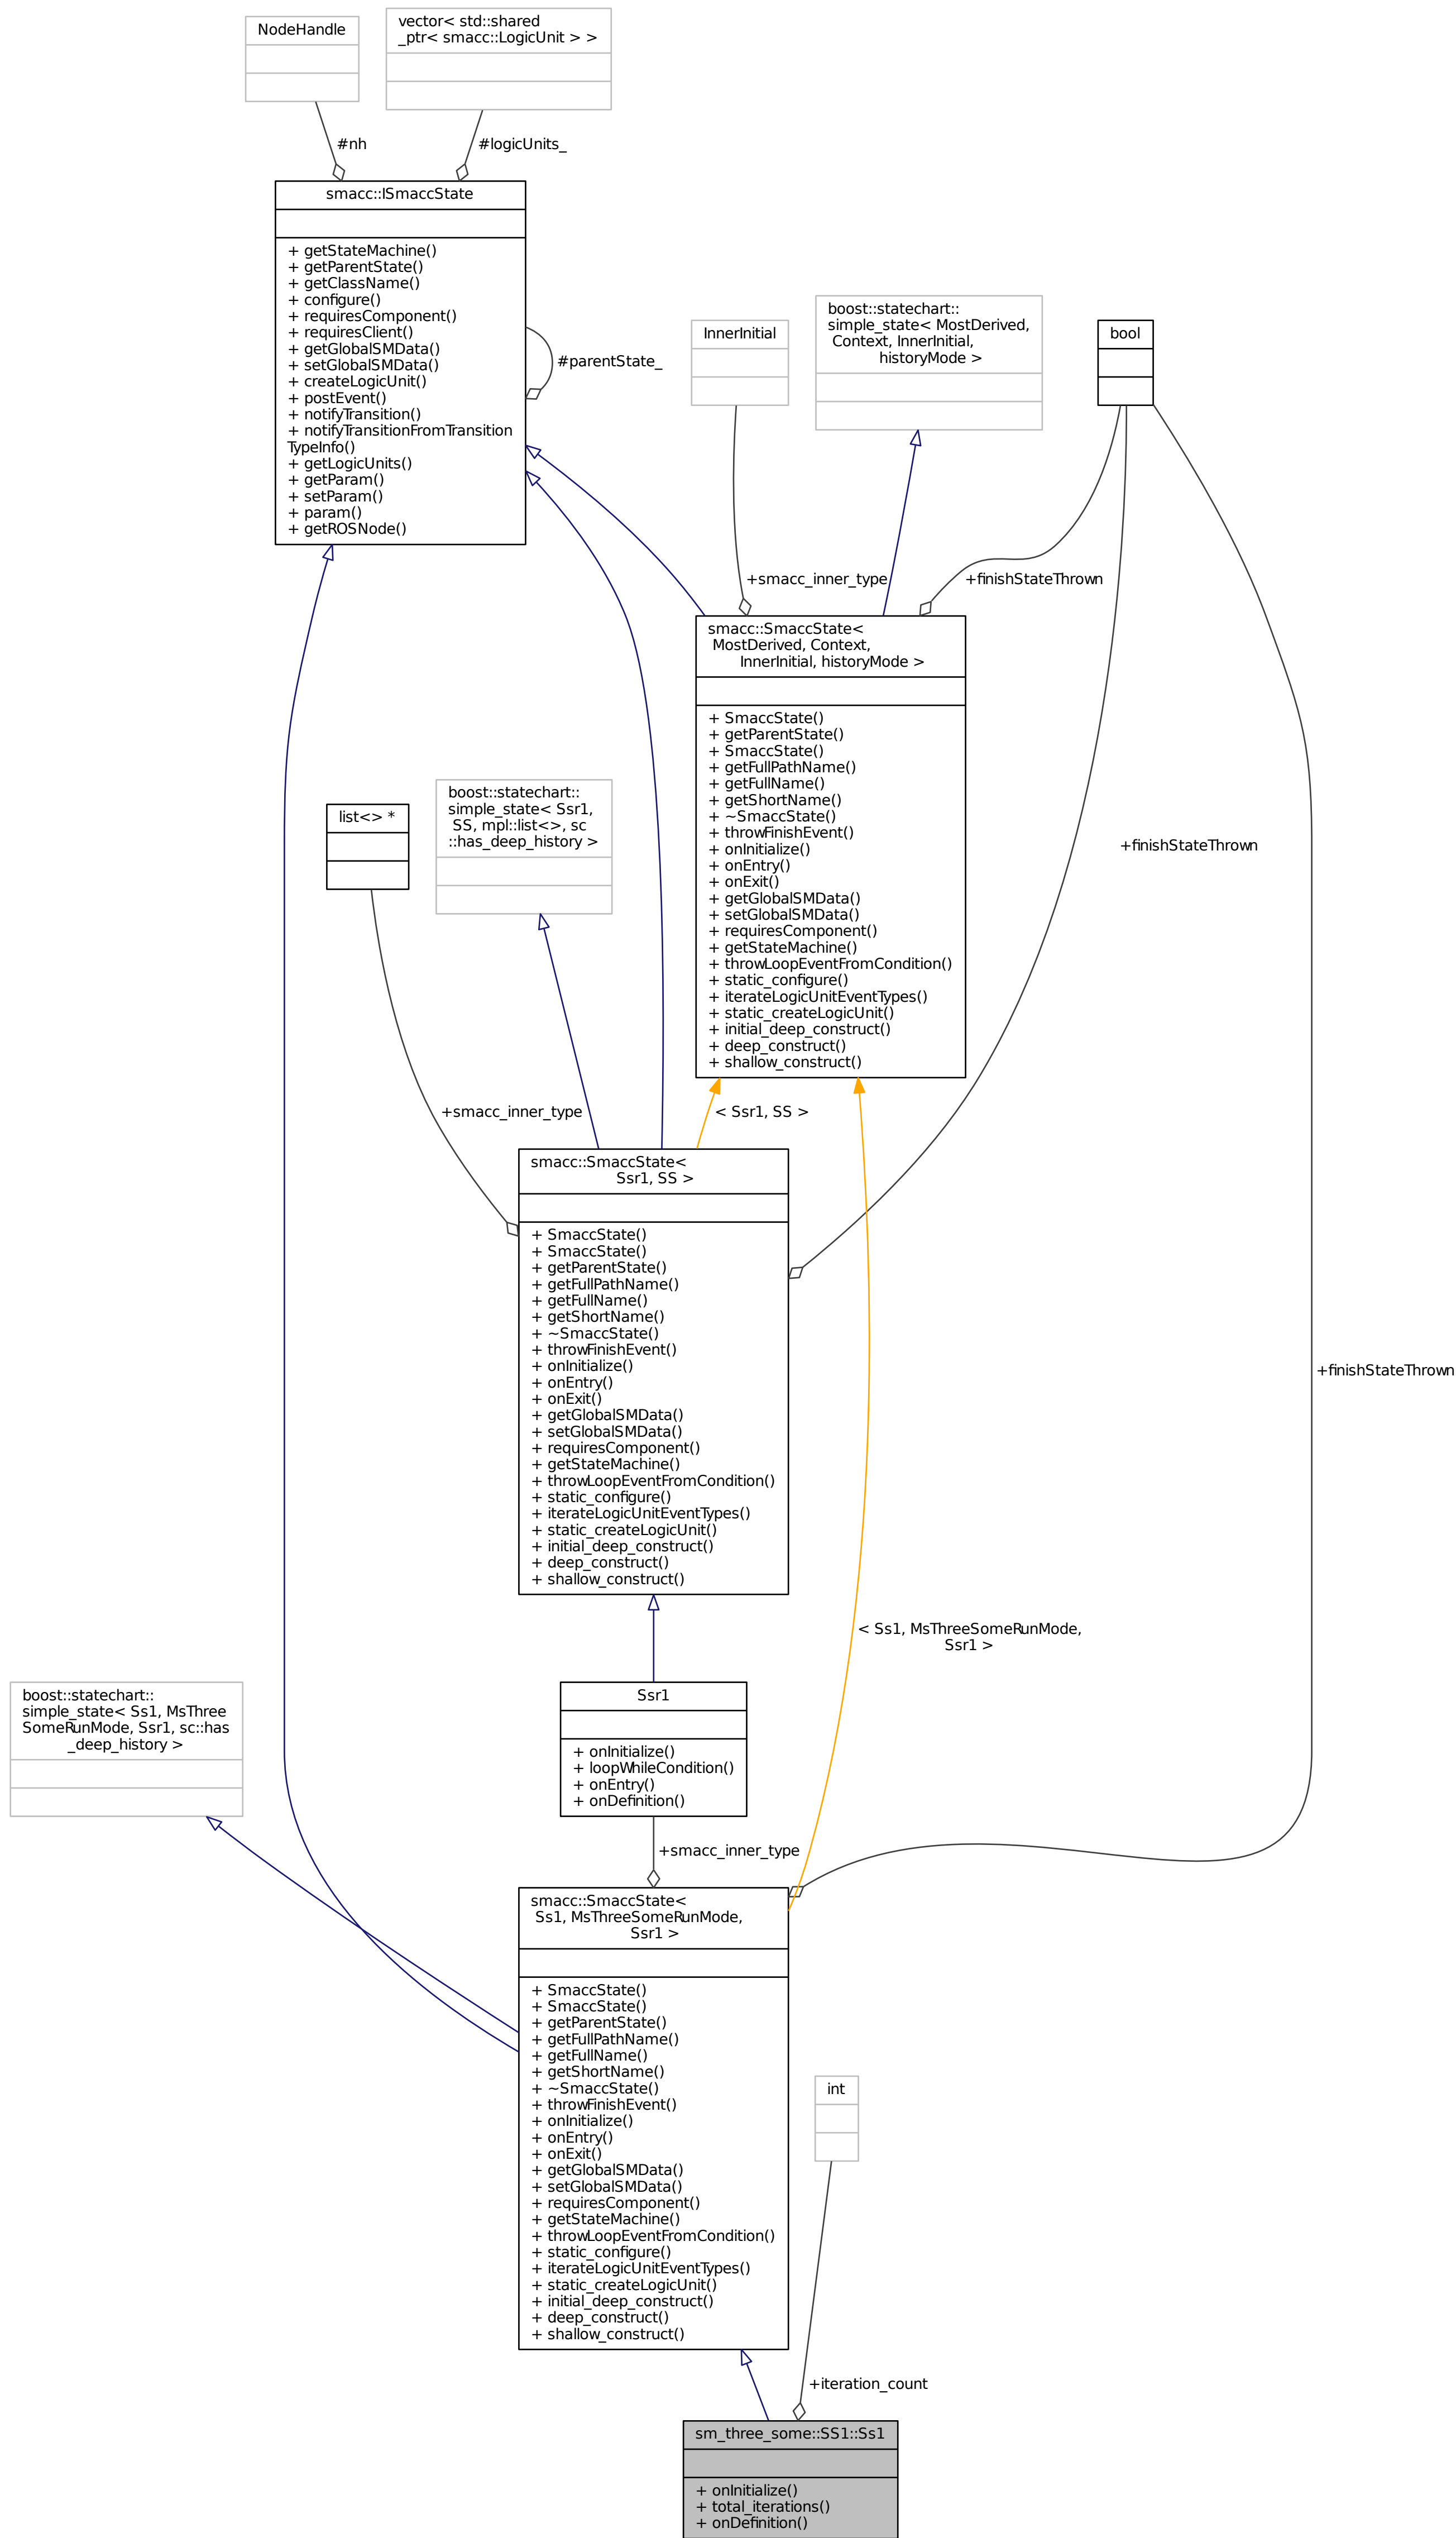 NodeHandle
vector< std::shared
_ptr< smacc::LogicUnit > >
#nh
#logicUnits_
smacc::ISmaccState
+ getStateMachine()
+ getParentState()
+ getClassName()
+ configure()
+ requiresComponent()
+ requiresClient()
+ getGlobalSMData()
+ setGlobalSMData()
+ createLogicUnit()
+ postEvent()
+ notifyTransition()
+ notifyTransitionFromTransition
TypeInfo()
+ getLogicUnits()
+ getParam()
+ setParam()
+ param()
+ getROSNode()
#parentState_
InnerInitial
boost::statechart::
simple_state< MostDerived,
Context, InnerInitial,
historyMode >
bool
+smacc_inner_type
+finishStateThrown
smacc::SmaccState<
MostDerived, Context,
InnerInitial, historyMode >
+ SmaccState()
+ getParentState()
+ SmaccState()
+ getFullPathName()
+ getFullName()
+ getShortName()
+ ~SmaccState()
+ throwFinishEvent()
+ onInitialize()
+ onEntry()
+ onExit()
+ getGlobalSMData()
+ setGlobalSMData()
+ requiresComponent()
+ getStateMachine()
+ throwLoopEventFromCondition()
+ static_configure()
+ iterateLogicUnitEventTypes()
+ static_createLogicUnit()
+ initial_deep_construct()
+ deep_construct()
+ shallow_construct()
list<> *
boost::statechart::
simple_state< Ssr1,
SS, mpl::list<>, sc
::has_deep_history >
+finishStateThrown
+smacc_inner_type
< Ssr1, SS >
smacc::SmaccState<
Ssr1, SS >
+ SmaccState()
+ SmaccState()
+ getParentState()
+ getFullPathName()
+ getFullName()
+ getShortName()
+ ~SmaccState()
+ throwFinishEvent()
+ onInitialize()
+ onEntry()
+ onExit()
+ getGlobalSMData()
+ setGlobalSMData()
+ requiresComponent()
+ getStateMachine()
+ throwLoopEventFromCondition()
+ static_configure()
+ iterateLogicUnitEventTypes()
+ static_createLogicUnit()
+ initial_deep_construct()
+ deep_construct()
+ shallow_construct()
+finishStateThrown
< Ss1, MsThreeSomeRunMode,
Ssr1 >
boost::statechart::
simple_state< Ss1, MsThree
SomeRunMode, Ssr1, sc::has
_deep_history >
Ssr1
+ onInitialize()
+ loopWhileCondition()
+ onEntry()
+ onDefinition()
+smacc_inner_type
smacc::SmaccState<
Ss1, MsThreeSomeRunMode,
Ssr1 >
+ SmaccState()
+ SmaccState()
+ getParentState()
+ getFullPathName()
+ getFullName()
+ getShortName()
+ ~SmaccState()
+ throwFinishEvent()
+ onInitialize()
+ onEntry()
+ onExit()
+ getGlobalSMData()
+ setGlobalSMData()
+ requiresComponent()
+ getStateMachine()
+ throwLoopEventFromCondition()
+ static_configure()
+ iterateLogicUnitEventTypes()
+ static_createLogicUnit()
+ initial_deep_construct()
+ deep_construct()
+ shallow_construct()
int
+iteration_count
sm_three_some::SS1::Ss1
+ onInitialize()
+ total_iterations()
+ onDefinition()